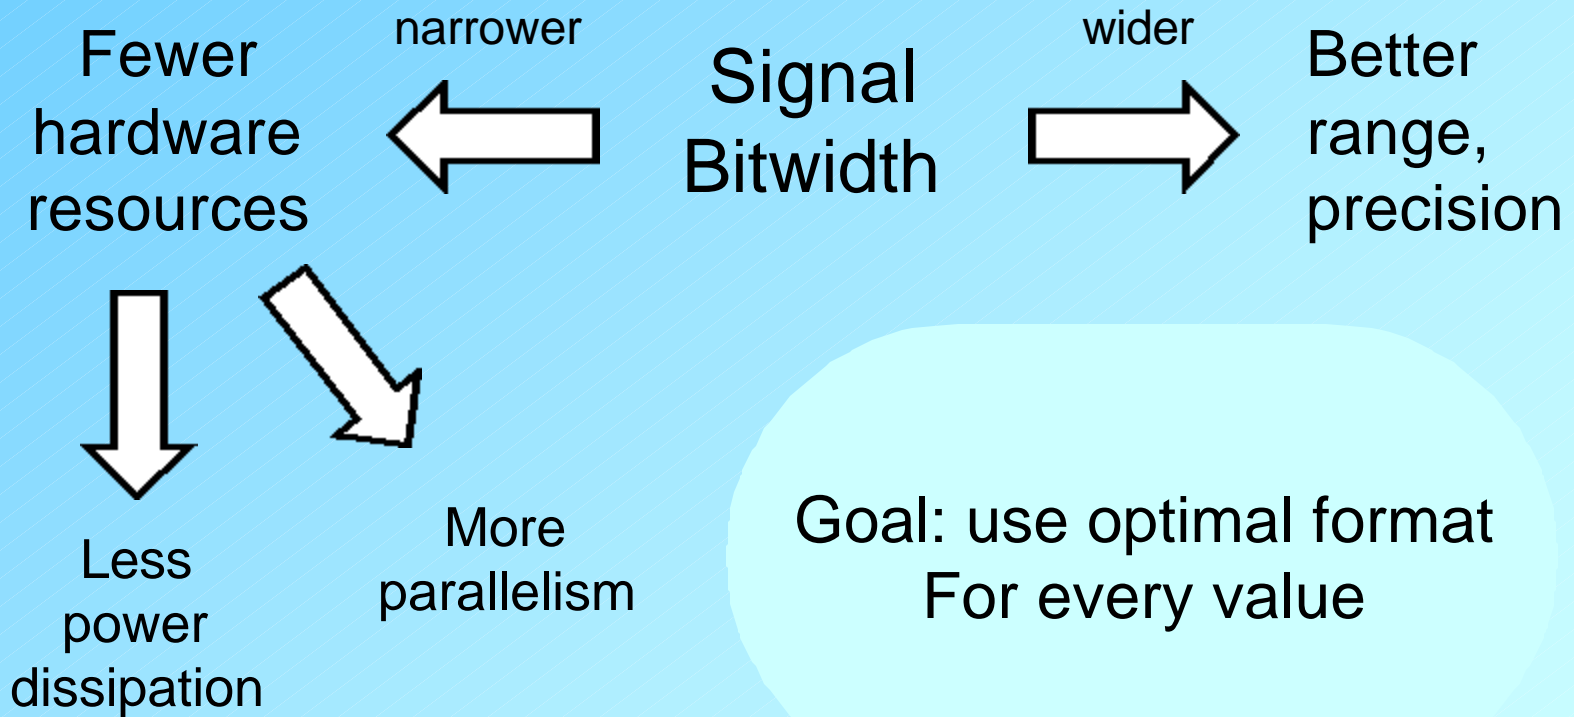 Fewer
hardware
resources
narrower
Signal
Bitwidth
wider
Better
range,
precision
Less
power
dissipation
More
parallelism
Goal: use optimal format
For every value